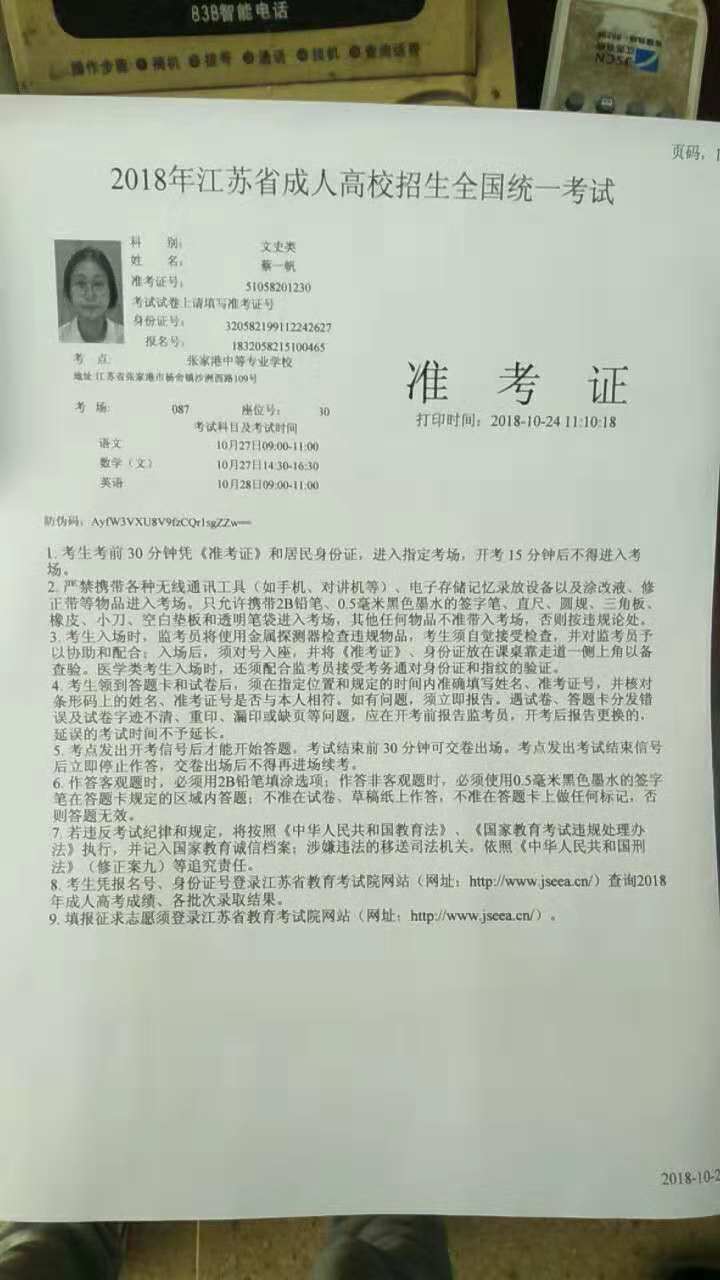 838智能电话
操作步骤 摘机 拨号 通话 挂机 查询话费
JSCN
页码，1
2018年江苏省成人高校招生全国统一考试
科 别： 文史类
姓 名： 蔡一帆
准考证号： 51058201230
考试试卷上请填写准考证号
身份证号： 320582199112242627
报名号： 1832058215100465
考 点： 张家港中等专业学校
地址:江苏省张家港市杨舍镇沙洲西路109号
准 考 证
打印时间：2018-10-24 11:10:18
考 场： 087 座位号： 30
考试科目及考试时间
语文 10月27日09:00-11:00
数学（文） 10月27日14:30-16:30
英语 10月28日09:00-11:00
防伪码：AyfW3VXU8V9fzCQr1sgZZw==
1. 考生考前 30 分钟凭《准考证》和居民身份证，进入指定考场，开考 15 分钟后不得进入考
场。
2. 严禁携带各种无线通讯工具（如手机、对讲机等）、电子存储记忆录放设备以及涂改液、修
正带等物品进入考场。只允许携带2B铅笔、0.5毫米黑色墨水的签字笔、直尺、圆规、三角板、
橡皮、小刀、空白垫板和透明笔袋进入考场，其他任何物品不准带入考场，否则按违规论处。
3. 考生入场时，监考员将使用金属探测器检查违规物品，考生须自觉接受检查，并对监考员予
以协助和配合；入场后，须对号入座，并将《准考证》、身份证放在课桌靠走道一侧上角以备
查验。医学类考生入场时，还须配合监考员接受考务通对身份证和指纹的验证。
4. 考生领到答题卡和试卷后，须在指定位置和规定的时间内准确填写姓名、准考证号，并核对
条形码上的姓名、准考证号是否与本人相符。如有问题，须立即报告。遇试卷、答题卡分发错
误及试卷字迹不清、重印、漏印或缺页等问题，应在开考前报告监考员，开考后报告更换的，
延误的考试时间不予延长。
5. 考点发出开考信号后才能开始答题，考试结束前 30 分钟可交卷出场。考点发出考试结束信号
后立即停止作答，交卷出场后不得再进场续考。
6. 作答客观题时，必须用2B铅笔填涂选项；作答非客观题时，必须使用0.5毫米黑色墨水的签字
笔在答题卡规定的区域内答题；不准在试卷、草稿纸上作答，不准在答题卡上做任何标记，否
则答题无效。
7. 若违反考试纪律和规定，将按照《中华人民共和国教育法》、《国家教育考试违规处理办
法》执行，并记入国家教育诚信档案；涉嫌违法的移送司法机关，依照《中华人民共和国刑
法》（修正案九）等追究责任。
8. 考生凭报名号、身份证号登录江苏省教育考试院网站（网址：http://www.jseea.cn/）查询2018
年成人高考成绩、各批次录取结果。
9. 填报征求志愿须登录江苏省教育考试院网站（网址：http://www.jseea.cn/）。
2018-10-2